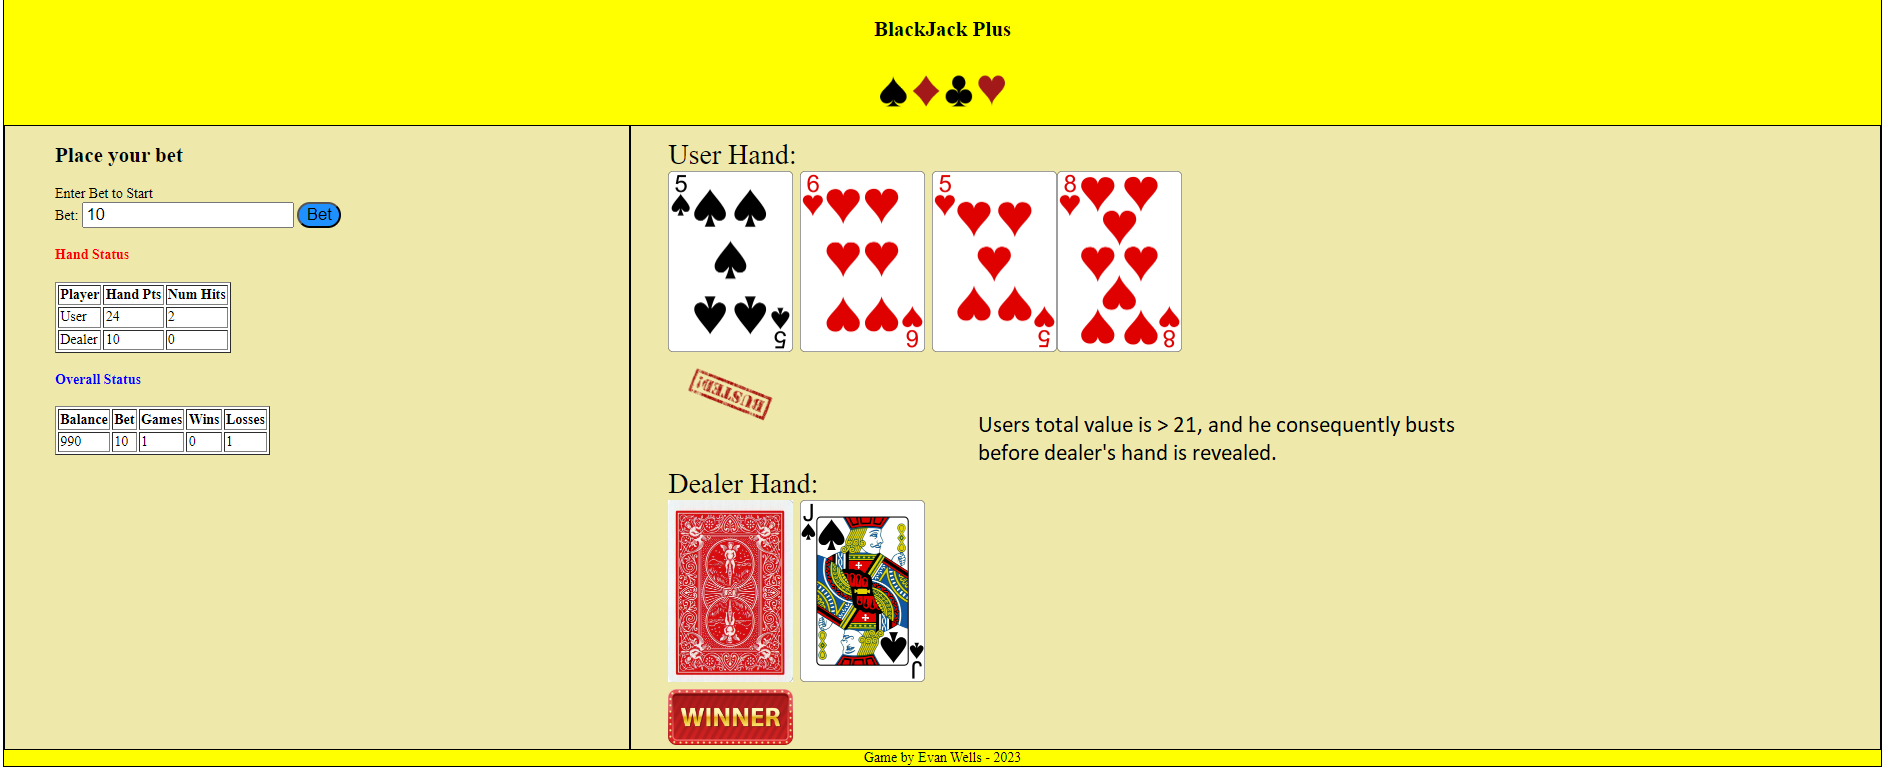 BlackJack Plus
Place your bet
Enter Bet to Start
Bet: 10 Bet
Hand Status
Player Hand Pts Num Hits
User 24 2
Dealer 10 0
Overall Status
Balance Bet Games Wins Losses
990 10 1 0 1
User Hand:
5 6 5 8
5 6 5 8
BUSTED!
Users total value is > 21, and he consequently busts
before dealer's hand is revealed.
Dealer Hand:
J
J
WINNER
Game by Evan Wells - 2023